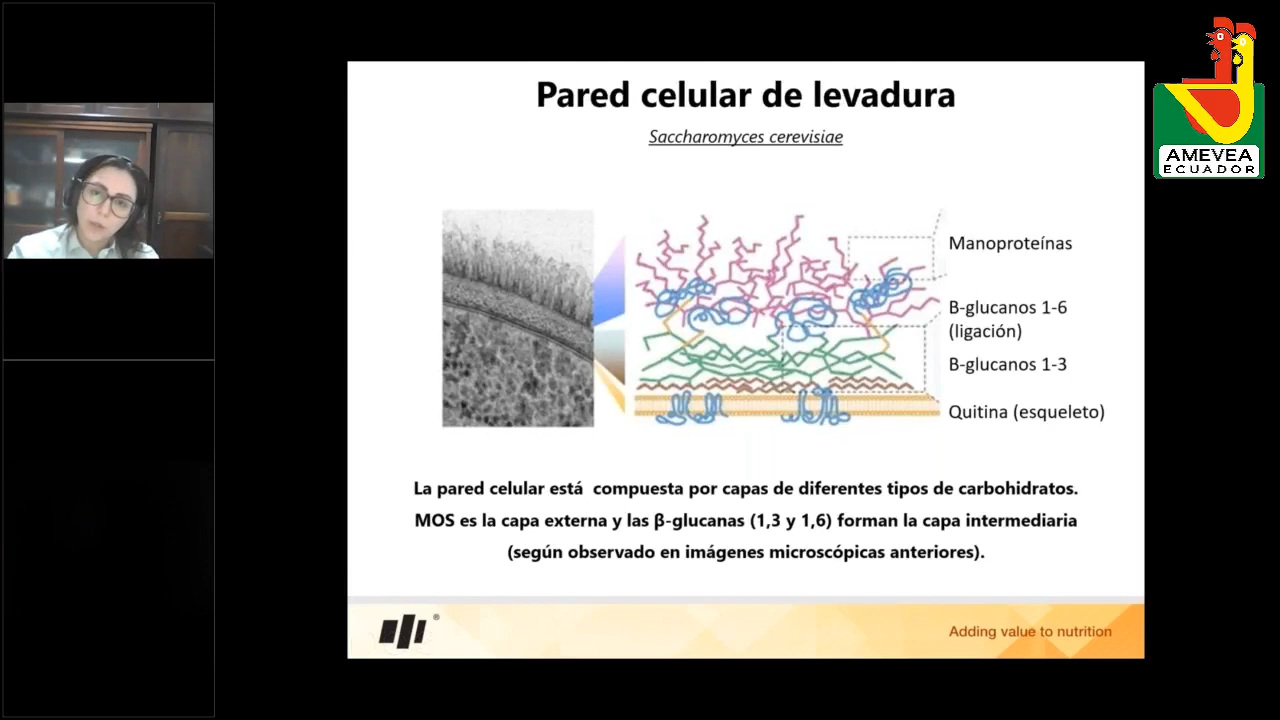 Pared celular de levadura
Saccharomyces cerevisiae
Manoproteínas
B-glucanos 1-6
(ligación)
B-glucanos 1-3
Quitina (esqueleto)
La pared celular está  compuesta por capas de diferentes tipos de carbohidratos.
MOS es la capa externa y las β-glucanas (1,3 y 1,6) forman la capa intermediaria
(según observado en imágenes microscópicas anteriores).
®
Adding value to nutrition
AMEVEA
ECUADOR